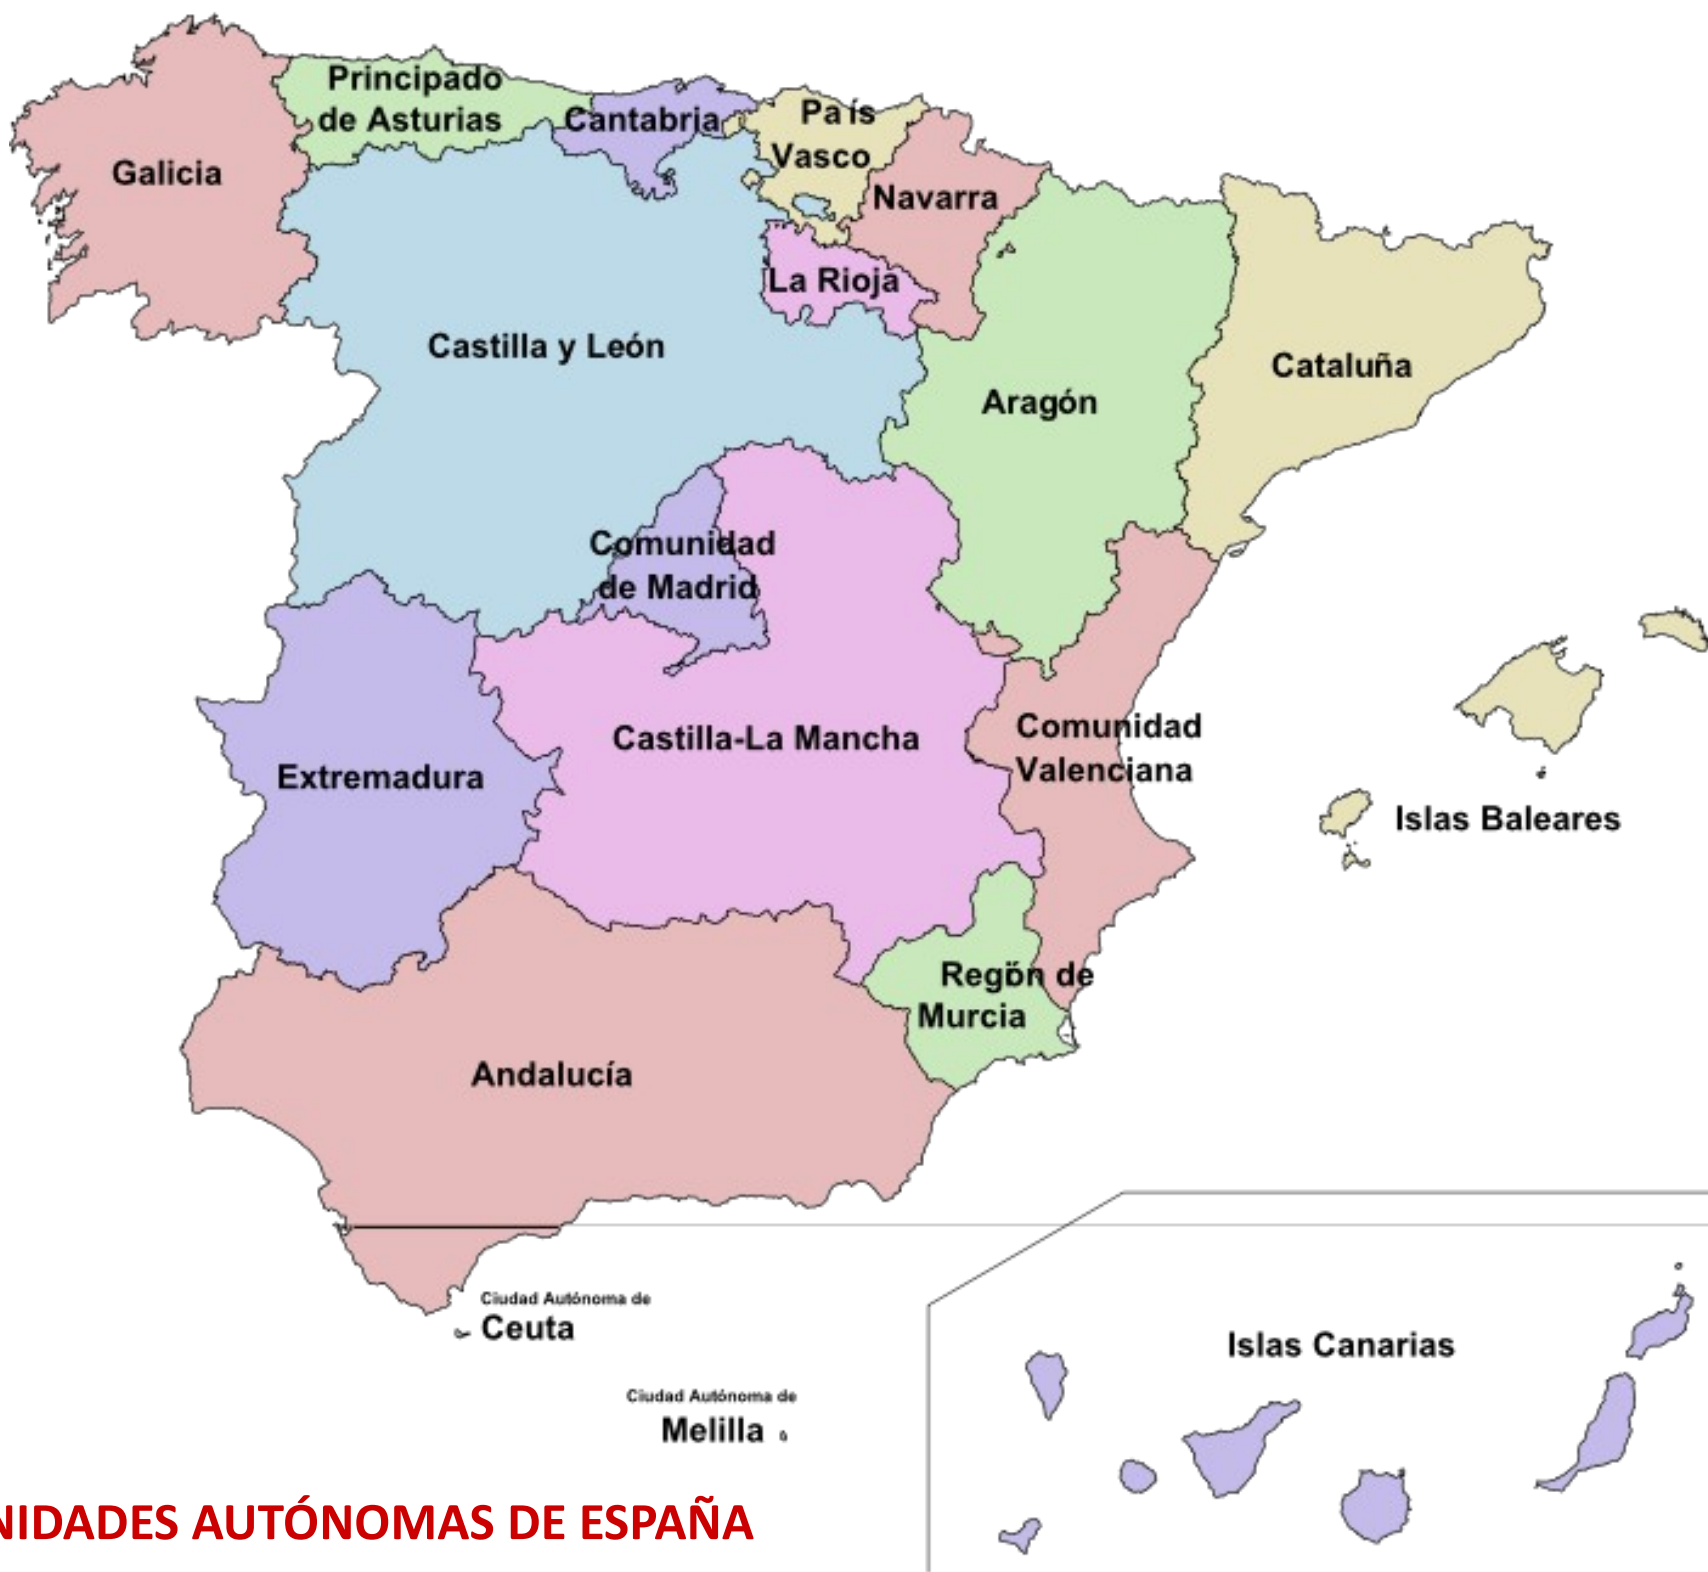 Principado
de Asturias
Cantabria
País
Vasco
Galicia
Navarra
La Rioja
Castilla y León
Cataluña
Aragón
Comunidad
de Madrid
Castilla-La Mancha
Comunidad
Valenciana
Extremadura
Islas Baleares
Regiön de
Murcia
Andalucía
Ciudad Autónoma de
Ceuta
Islas Canarias
Ciudad Autónoma de
Melilla
NIDADES AUTÓNOMAS DE ESPAÑA